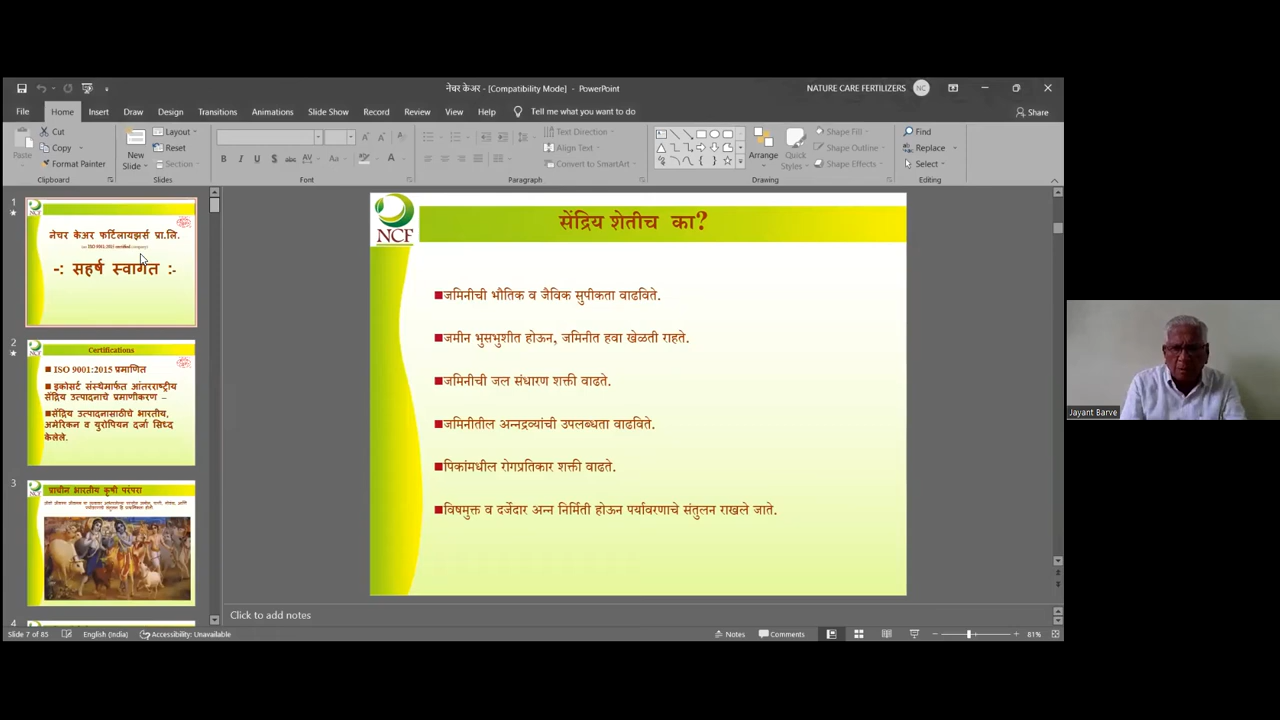 नेचर केअर - [Compatibility Mode] - PowerPoint
NATURE CARE FERTILIZERS
NC
File Home Insert Draw Design Transitions Animations Slide Show Record Review View Help Tell me what you want to do
Share
Paste
Cut
Copy
Format Painter
Clipboard
New
Slide
Layout
Reset
Section
Slides
Font
Text Direction
Align Text
Convert to SmartArt
Paragraph
Arrange
Quick
Styles
Shape Fill
Shape Outline
Shape Effects
Drawing
Find
Replace
Select
Editing
1
NCF
नेचर केअर फर्टिलायझर्स प्रा.लि.
-: सहर्ष स्वागत :-
2
Certifications
■ ISO 9001:2015 प्रमाणित
■ इकोसर्ट संस्थेमार्फत आंतरराष्ट्रीय
सेंद्रिय उत्पादनाचे प्रमाणीकरण –
■सेंद्रिय उत्पादनासाठीचे भारतीय,
अमेरिकन व युरोपियन दर्जा सिध्द
केलेले.
3
प्राचीन भारतीय कृषी परंपरा
4
NCF
सेंद्रिय शेतीच का?
■जमिनीची भौतिक व जैविक सुपीकता वाढविते.
■जमीन भुसभुशीत होऊन, जमिनीत हवा खेळती राहते.
■जमिनीची जल संधारण शक्ती वाढते.
■जमिनीतील अन्नद्रव्यांची उपलब्धता वाढविते.
■पिकांमधील रोगप्रतिकार शक्ती वाढते.
■विषमुक्त व दर्जेदार अन्न निर्मिती होऊन पर्यावरणाचे संतुलन राखले जाते.
Jayant Barve
Click to add notes
Slide 7 of 85 English (India) Accessibility: Unavailable Notes Comments 81%